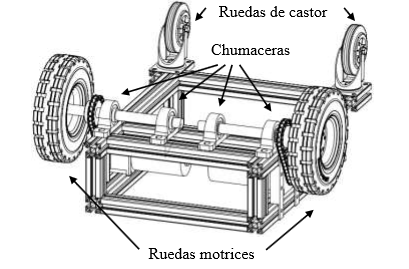 Ruedas de castor
Chumaceras
Ruedas motrices